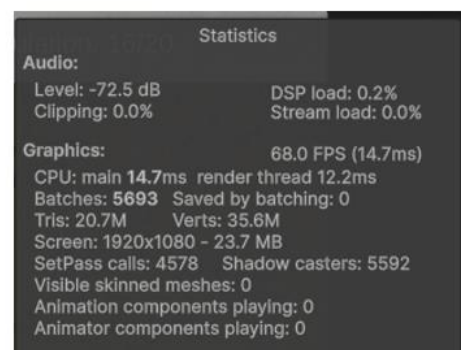 Statistics
Audio:
Level: -72.5 dB DSP load: 0.2%
Clipping: 0.0% Stream load: 0.0%
Graphics: 68.0 FPS (14.7ms)
CPU: main 14.7ms render thread 12.2ms
Batches: 5693 Saved by batching: 0
Tris: 20.7M Verts: 35.6M
Screen: 1920x1080 - 23.7 MB
SetPass calls: 4578 Shadow casters: 5592
Visible skinned meshes: 0
Animation components playing: 0
Animator components playing: 0